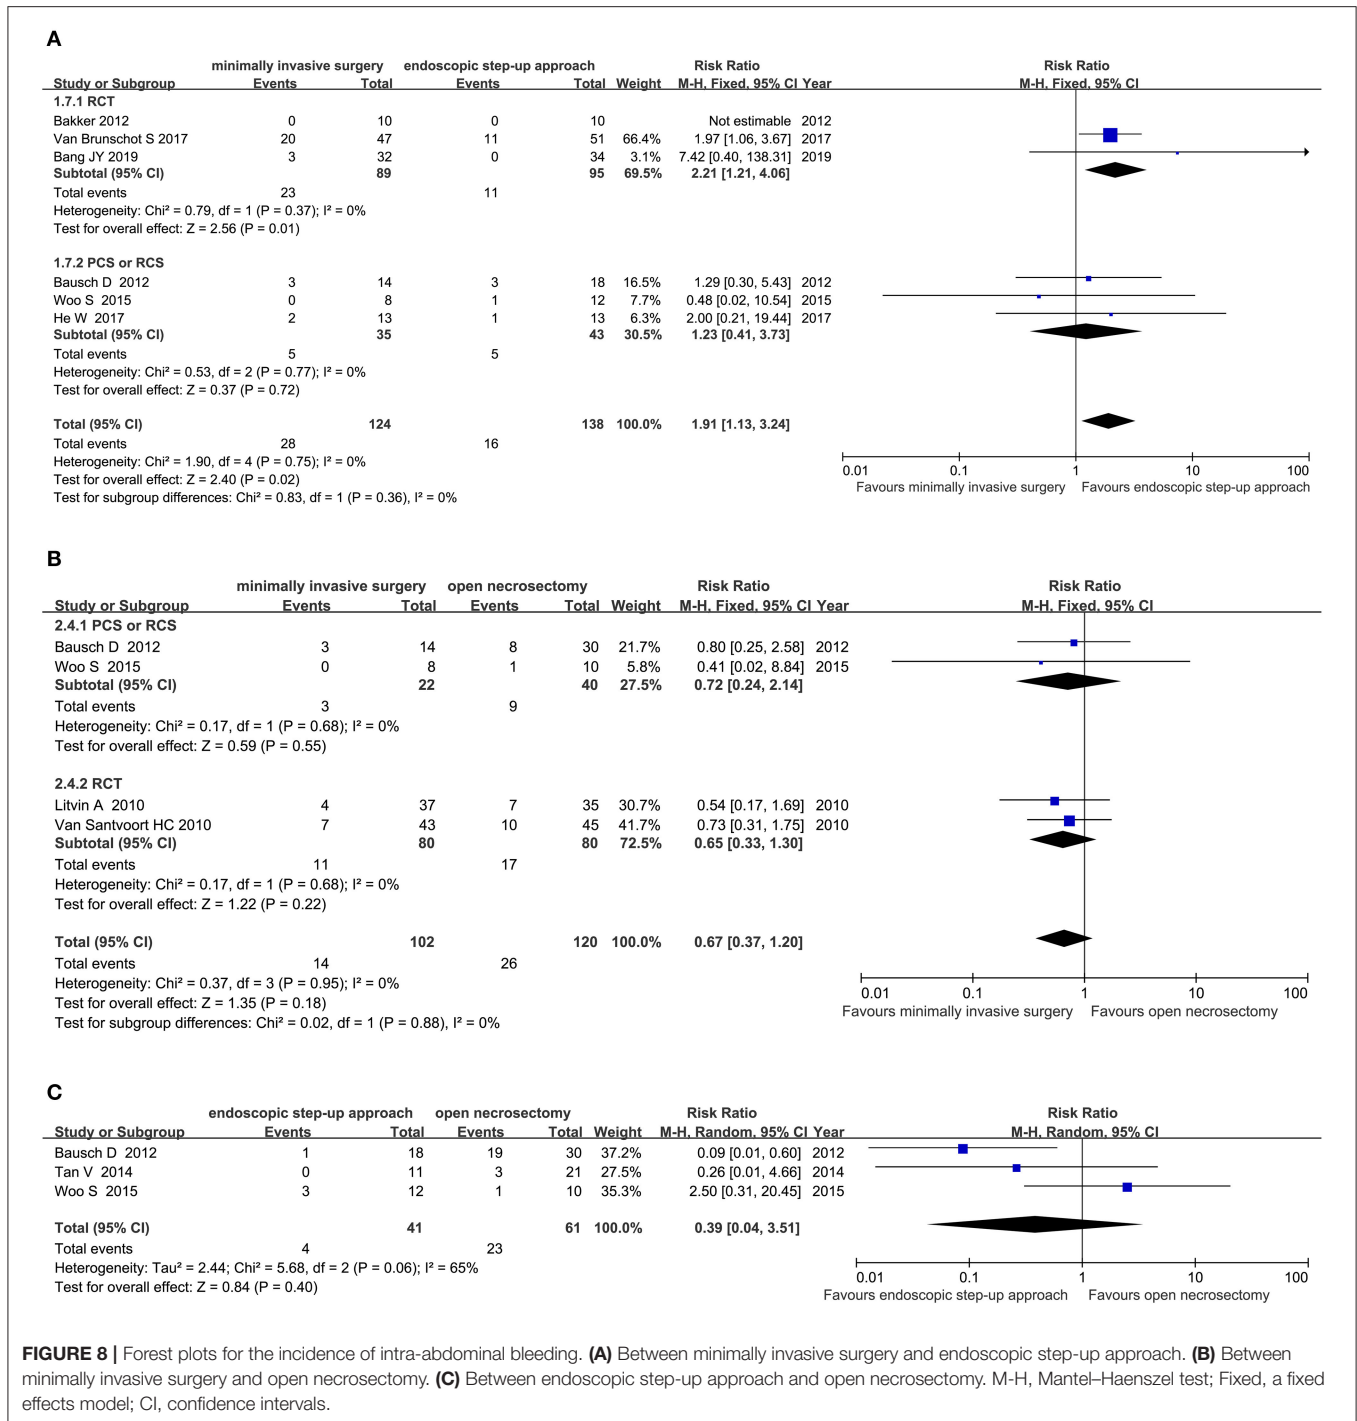 A
minimally invasive surgery endoscopic step-up approach Risk Ratio Risk Ratio
Study or Subgroup Events Total Events Total Weight M-H, Fixed, 95% CI Year M-H, Fixed, 95% CI
1.7.1 RCT
Bakker 2012 0 10 0 10 Not estimable 2012
Van Brunschot S 2017 20 47 11 51 66.4% 1.97 [1.06, 3.67] 2017
Bang JY 2019 3 32 0 34 3.1% 7.42 [0.40, 138.31] 2019
Subtotal (95% CI) 89 95 69.5% 2.21 [1.21, 4.06]
Total events 23 11
Heterogeneity: Chi² = 0.79, df = 1 (P = 0.37); I² = 0%
Test for overall effect: Z = 2.56 (P = 0.01)
1.7.2 PCS or RCS
Bausch D 2012 3 14 3 18 16.5% 1.29 [0.30, 5.43] 2012
Woo S 2015 0 8 1 12 7.7% 0.48 [0.02, 10.54] 2015
He W 2017 2 13 1 13 6.3% 2.00 [0.21, 19.44] 2017
Subtotal (95% CI) 35 43 30.5% 1.23 [0.41, 3.73]
Total events 5 5
Heterogeneity: Chi² = 0.53, df = 2 (P = 0.77); I² = 0%
Test for overall effect: Z = 0.37 (P = 0.72)
Total (95% CI) 124 138 100.0% 1.91 [1.13, 3.24]
Total events 28 16
Heterogeneity: Chi² = 1.90, df = 4 (P = 0.75); I² = 0%
Test for overall effect: Z = 2.40 (P = 0.02)
Test for subgroup differences: Chi² = 0.83, df = 1 (P = 0.36), I² = 0%
0.01 0.1 1 10 100
Favours minimally invasive surgery Favours endoscopic step-up approach
B
minimally invasive surgery open necrosectomy Risk Ratio Risk Ratio
Study or Subgroup Events Total Events Total Weight M-H, Fixed, 95% CI Year M-H, Fixed, 95% CI
2.4.1 PCS or RCS
Bausch D 2012 3 14 8 30 21.7% 0.80 [0.25, 2.58] 2012
Woo S 2015 0 8 1 10 5.8% 0.41 [0.02, 8.84] 2015
Subtotal (95% CI) 22 40 27.5% 0.72 [0.24, 2.14]
Total events 3 9
Heterogeneity: Chi² = 0.17, df = 1 (P = 0.68); I² = 0%
Test for overall effect: Z = 0.59 (P = 0.55)
2.4.2 RCT
Litvin A 2010 4 37 7 35 30.7% 0.54 [0.17, 1.69] 2010
Van Santvoort HC 2010 7 43 10 45 41.7% 0.73 [0.31, 1.75] 2010
Subtotal (95% CI) 80 80 72.5% 0.65 [0.33, 1.30]
Total events 11 17
Heterogeneity: Chi² = 0.17, df = 1 (P = 0.68); I² = 0%
Test for overall effect: Z = 1.22 (P = 0.22)
Total (95% CI) 102 120 100.0% 0.67 [0.37, 1.20]
Total events 14 26
Heterogeneity: Chi² = 0.37, df = 3 (P = 0.95); I² = 0%
Test for overall effect: Z = 1.35 (P = 0.18)
Test for subgroup differences: Chi² = 0.02, df = 1 (P = 0.88), I² = 0%
0.01 0.1 1 10 100
Favours minimally invasive surgery Favours open necrosectomy
C
endoscopic step-up approach open necrosectomy Risk Ratio Risk Ratio
Study or Subgroup Events Total Events Total Weight M-H, Random, 95% CI Year M-H, Random, 95% CI
Bausch D 2012 1 18 19 30 37.2% 0.09 [0.01, 0.60] 2012
Tan V 2014 0 11 3 21 27.5% 0.26 [0.01, 4.66] 2014
Woo S 2015 3 12 1 10 35.3% 2.50 [0.31, 20.45] 2015
Total (95% CI) 41 61 100.0% 0.39 [0.04, 3.51]
Total events 4 23
Heterogeneity: Tau² = 2.44; Chi² = 5.68, df = 2 (P = 0.06); I² = 65%
Test for overall effect: Z = 0.84 (P = 0.40)
0.01 0.1 1 10 100
Favours endoscopic step-up approach Favours open necrosectomy
FIGURE 8 | Forest plots for the incidence of intra-abdominal bleeding. (A) Between minimally invasive surgery and endoscopic step-up approach. (B) Between
minimally invasive surgery and open necrosectomy. (C) Between endoscopic step-up approach and open necrosectomy. M-H, Mantel–Haenszel test; Fixed, a fixed
effects model; CI, confidence intervals.